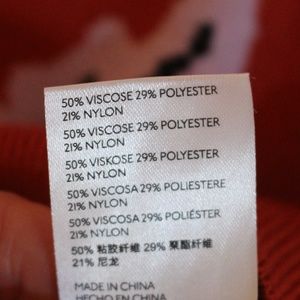 50% VISCOSE 29% POLYESTER
21% NYLON
50% VISCOSE 29% POLYESTER
21% NYLON
50% VISKOSE 29% POLYESTER
21% NYLON
50% VISCOSA 29% POLIESTERE
21% NYLON
50% VISCOSA 29% POLIÉSTER
21% NYLON
50% 粘胶纤维 29% 聚酯纤维
21% 尼龙
MADE IN CHINA
HECHO EN CHINA